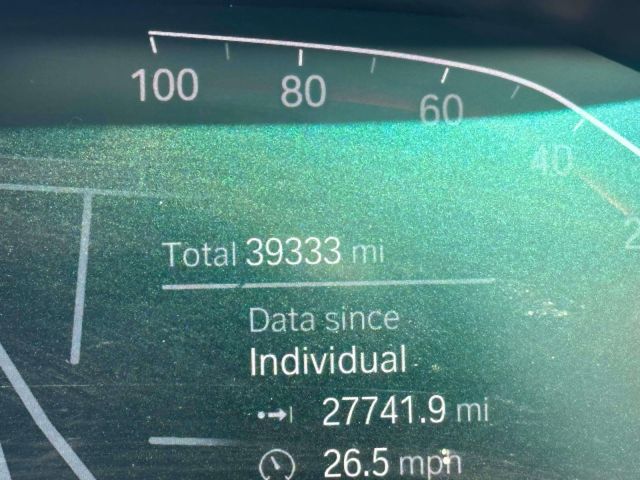 100 80 60 40
Total 39333 mi
Data since
Individual
27741.9 mi
26.5 mph